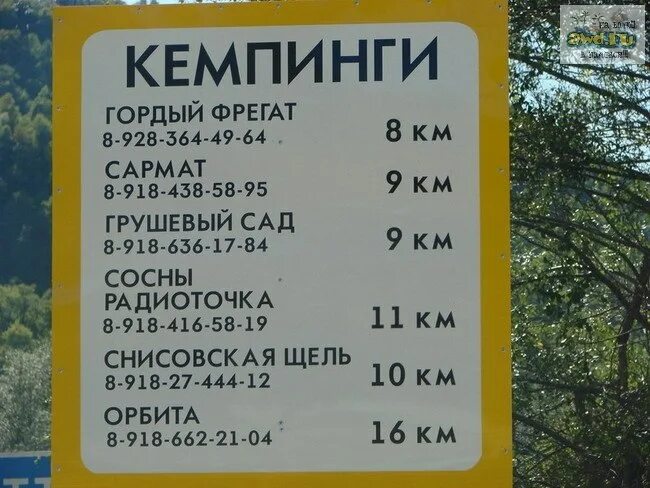 КЕМПИНГИ
ГОРДЫЙ ФРЕГАТ
8-928-364-49-64
8 км
САРМАТ
8-918-438-58-95
9 км
ГРУШЕВЫЙ САД
8-918-636-17-84
9 км
СОСНЫ
РАДИОТОЧКА
8-918-416-58-19
11 км
СНИСОВСКАЯ ЩЕЛЬ
8-918-27-444-12
10 км
ОРБИТА
8-918-662-21-04
16 км